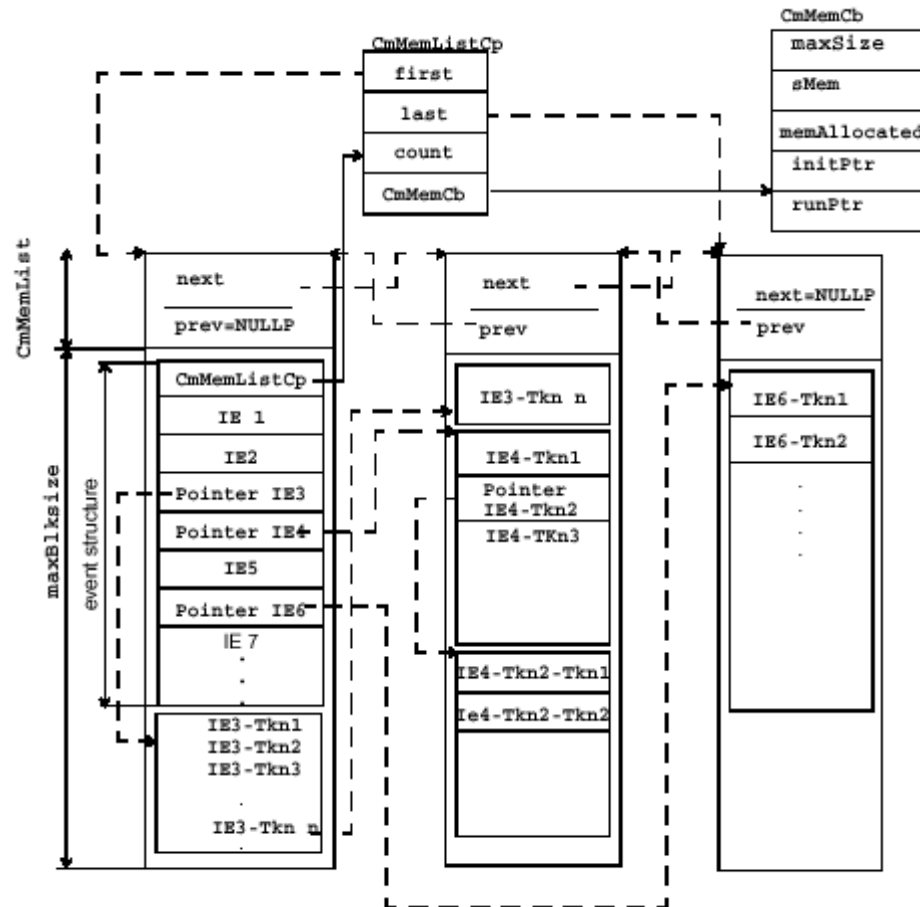 CmMemCb
maxSize
sMem
memAllocated
initPtr
runPtr
CmMemListCp
first
last
count
CmMemCb
CmMemList
maxBlksize
event structure
next
prev=NULLP
CmMemListCp
IE 1
IE2
Pointer IE3
Pointer IE4
IE5
Pointer IE6
IE 7
.
.
.
IE3-Tkn1
IE3-Tkn2
IE3-Tkn3
.
.
IE3-Tkn n
.
next
prev
IE3-Tkn n
IE4-Tkn1
Pointer
IE4-Tkn2
IE4-TKn3
IE4-Tkn2-Tkn1
Ie4-Tkn2-Tkn2
next=NULLP
prev
IE6-Tkn1
IE6-Tkn2
.
.
.
.